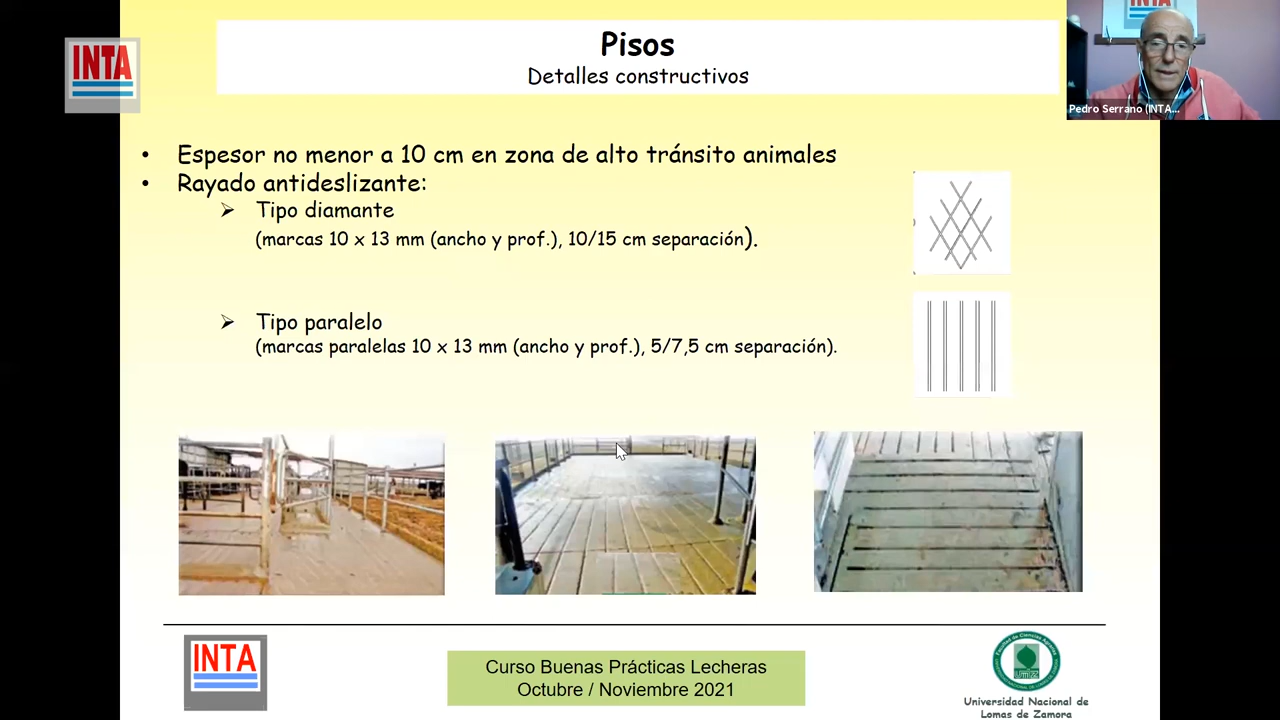 INTA
Pisos
Detalles constructivos
INTA
Pedro Serrano (INTA...
• Espesor no menor a 10 cm en zona de alto tránsito animales
• Rayado antideslizante:
➢ Tipo diamante
(marcas 10 x 13 mm (ancho y prof.), 10/15 cm separación).
➢ Tipo paralelo
(marcas paralelas 10 x 13 mm (ancho y prof.), 5/7,5 cm separación).
INTA
Curso Buenas Prácticas Lecheras
Octubre / Noviembre 2021
Universidad Nacional de
Lomas de Zamora